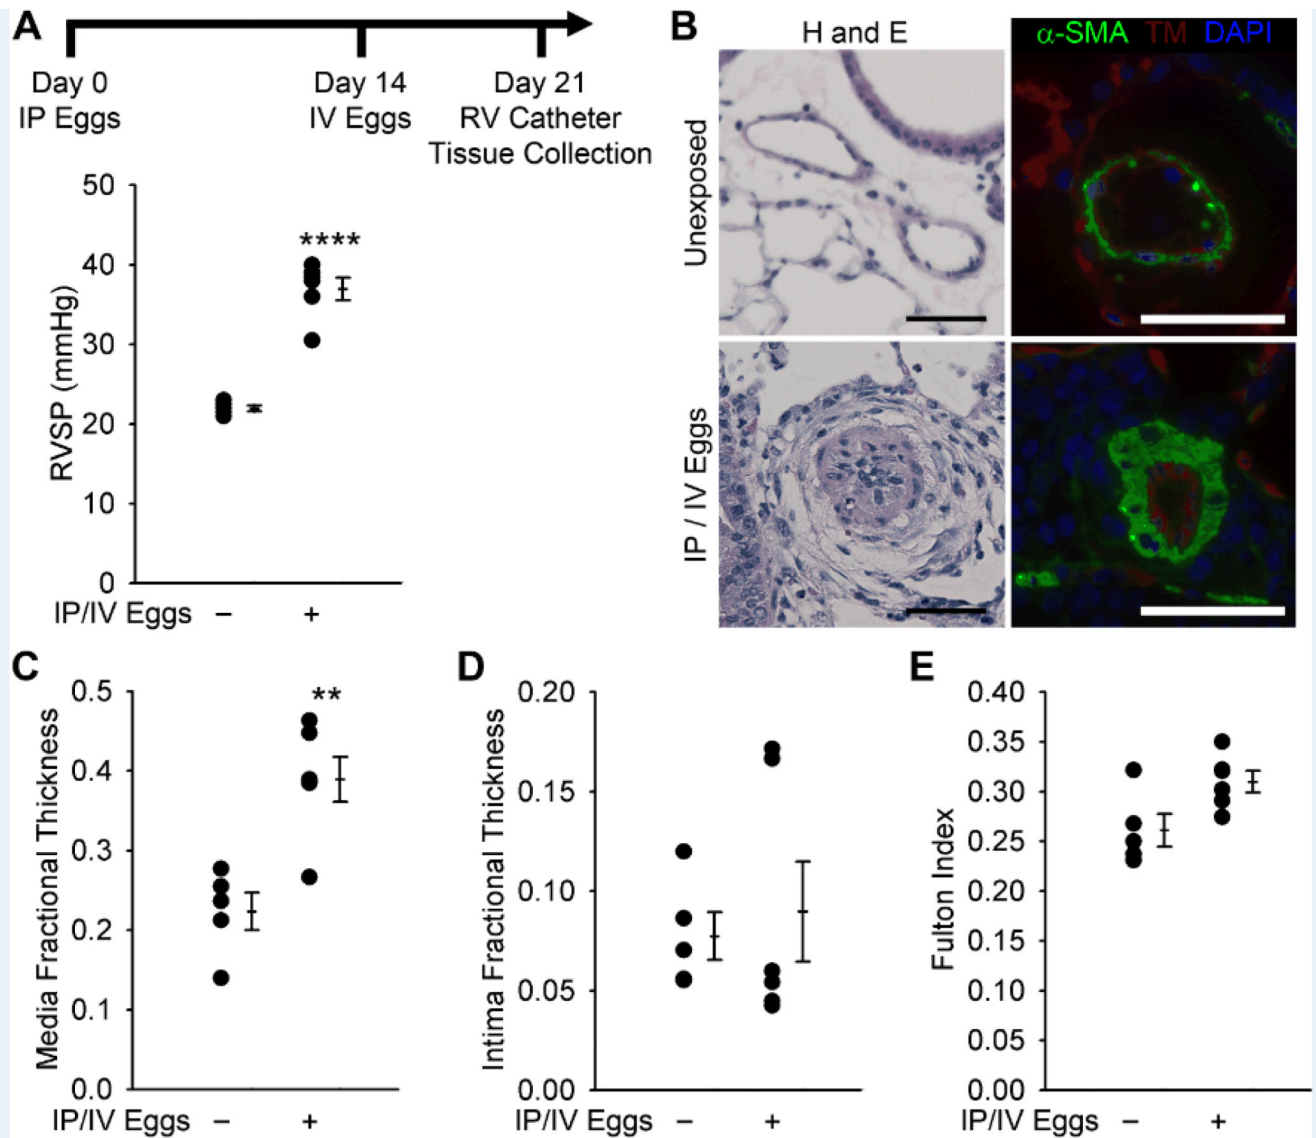 A
Day 0
IP Eggs
Day 14
IV Eggs
Day 21
RV Catheter
Tissue Collection
50
40
30
20
10
0
RVSP (mmHg)
****
IP/IV Eggs − +
B
H and E
α-SMA TM DAPI
Unexposed
IP / IV Eggs
C
0.5
0.4
0.3
0.2
0.1
0.0
Media Fractional Thickness
**
IP/IV Eggs − +
D
0.20
0.15
0.10
0.05
0.00
Intima Fractional Thickness
IP/IV Eggs − +
E
0.40
0.35
0.30
0.25
0.20
0.15
0.10
0.05
0.00
Fulton Index
IP/IV Eggs − +